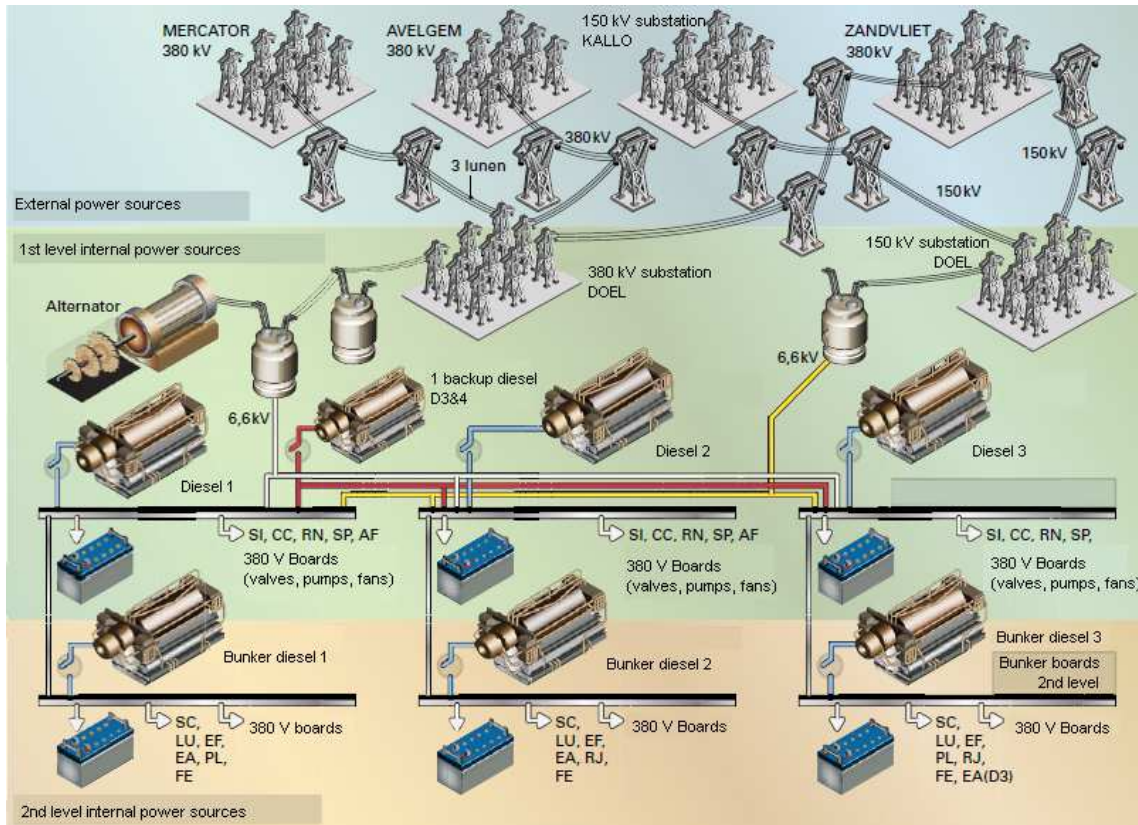 MERCATOR
380 kV
AVELGEM
380 kV
150 kV substation
KALLO
ZANDVLIET
380kV
380kV
3 lunen
150kV
150kV
External power sources
1st level internal power sources
150 kV substation
DOEL
380 kV substation
DOEL
Alternator
6,6kV
1 backup diesel
D3&4
6,6kV
Diesel 1
Diesel 2
Diesel 3
SI, CC, RN, SP, AF
380 V Boards
(valves, pumps, fans)
SI, CC, RN, SP, AF
380 V Boards
(valves, pumps, fans)
SI, CC, RN, SP,
380 V Boards
(valves, pumps, fans)
Bunker diesel 1
Bunker diesel 2
Bunker diesel 3
Bunker boards
2nd level
SC,
LU, EF,
EA, PL,
FE
380 V boards
SC,
LU, EF,
EA, RJ,
FE
380 V Boards
SC,
LU, EF,
PL, RJ,
FE, EA(D3)
380 V Boards
2nd level internal power sources